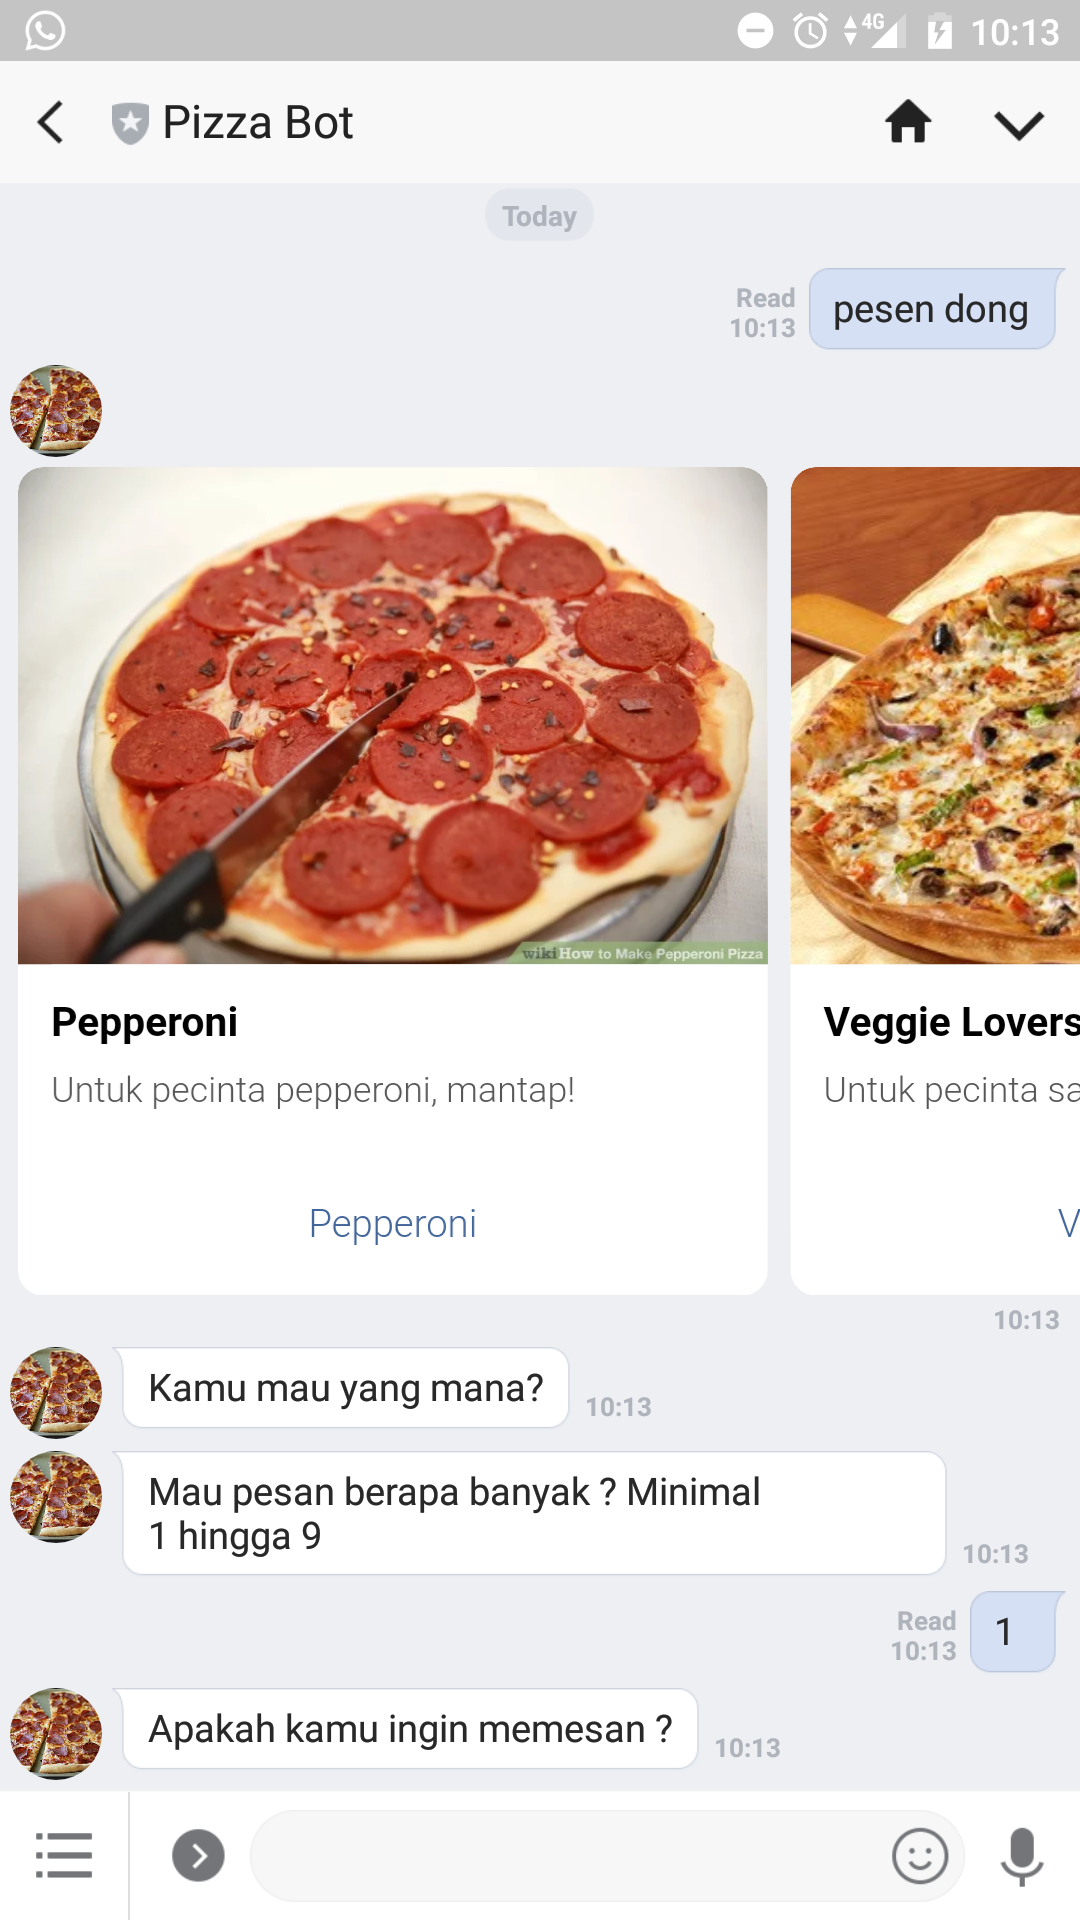 4G 10:13
Pizza Bot
Today
Read
10:13
pesen dong
wikiHow to Make Pepperoni Pizza
Pepperoni
Untuk pecinta pepperoni, mantap!
Pepperoni
Veggie Lovers
Untuk pecinta sa
V
10:13
Kamu mau yang mana?
10:13
Mau pesan berapa banyak ? Minimal
1 hingga 9
10:13
Read
10:13
1
Apakah kamu ingin memesan ?
10:13